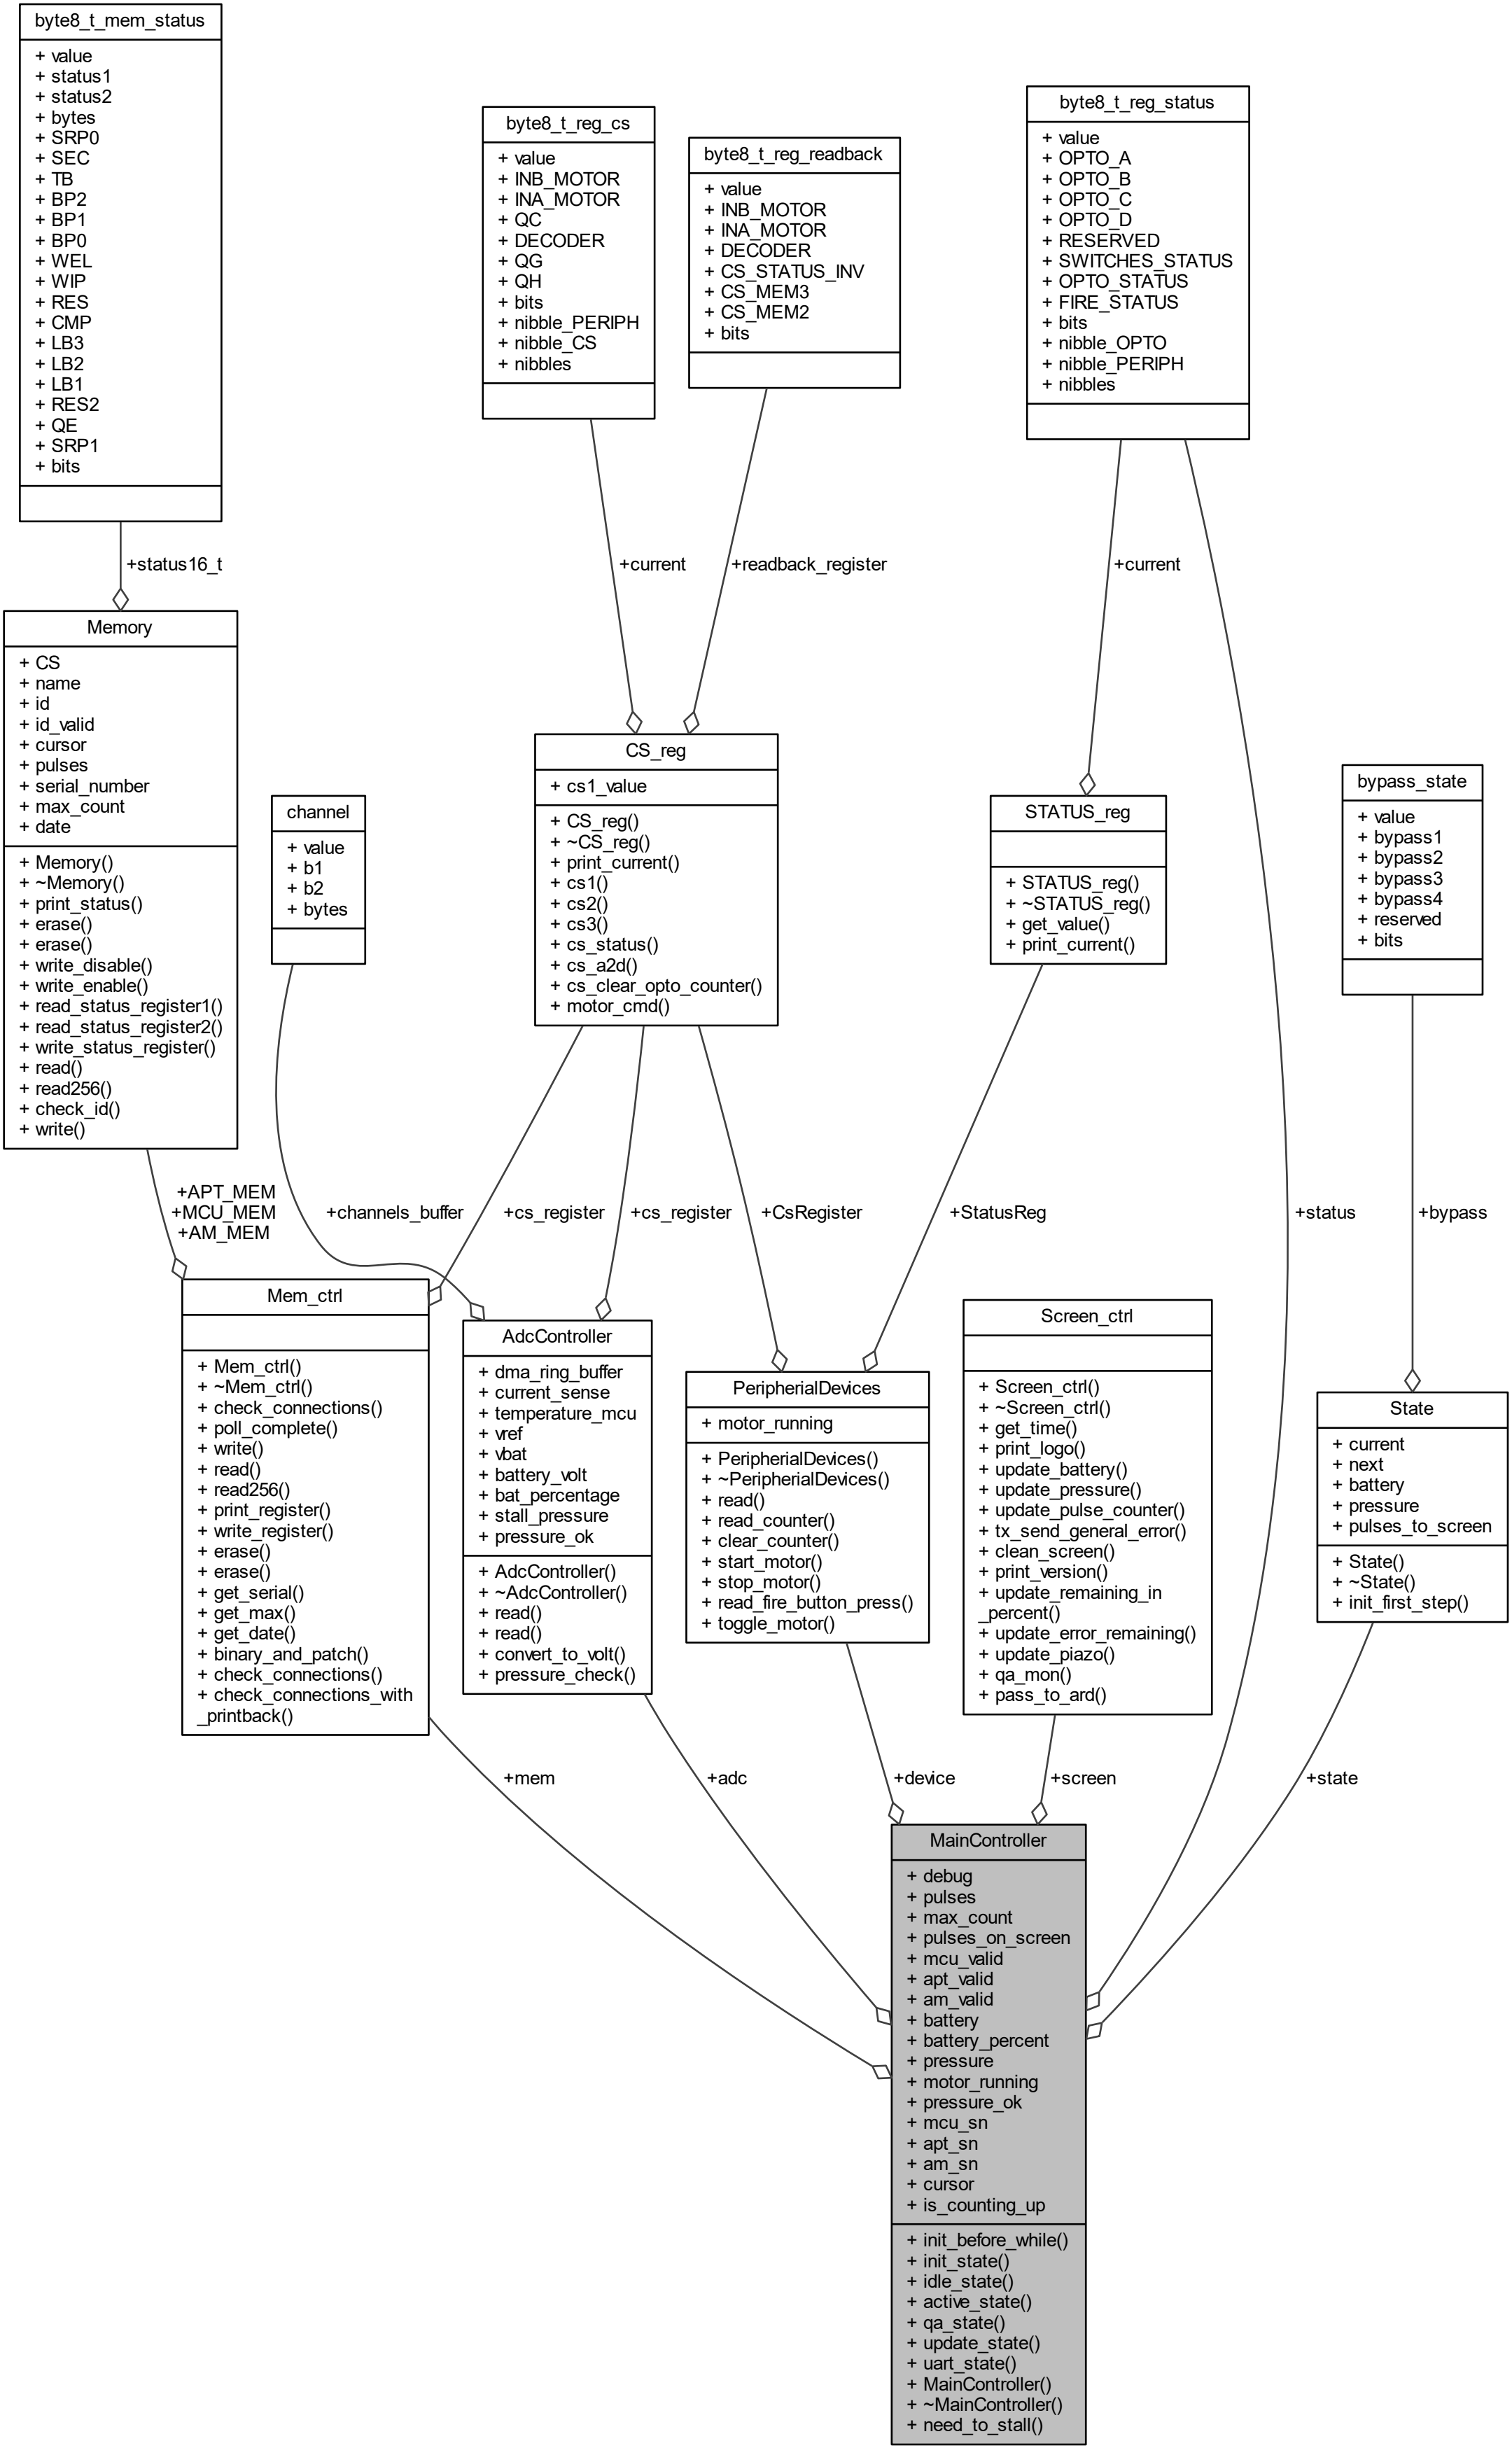 byte8_t_mem_status
+ value
+ status1
+ status2
+ bytes
+ SRP0
+ SEC
+ TB
+ BP2
+ BP1
+ BP0
+ WEL
+ WIP
+ RES
+ CMP
+ LB3
+ LB2
+ LB1
+ RES2
+ QE
+ SRP1
+ bits
byte8_t_reg_cs
+ value
+ INB_MOTOR
+ INA_MOTOR
+ QC
+ DECODER
+ QG
+ QH
+ bits
+ nibble_PERIPH
+ nibble_CS
+ nibbles
byte8_t_reg_readback
+ value
+ INB_MOTOR
+ INA_MOTOR
+ DECODER
+ CS_STATUS_INV
+ CS_MEM3
+ CS_MEM2
+ bits
byte8_t_reg_status
+ value
+ OPTO_A
+ OPTO_B
+ OPTO_C
+ OPTO_D
+ RESERVED
+ SWITCHES_STATUS
+ OPTO_STATUS
+ FIRE_STATUS
+ bits
+ nibble_OPTO
+ nibble_PERIPH
+ nibbles
+status16_t
+current
+readback_register
+current
Memory
+ CS
+ name
+ id
+ id_valid
+ cursor
+ pulses
+ serial_number
+ max_count
+ date
+ Memory()
+ ~Memory()
+ print_status()
+ erase()
+ erase()
+ write_disable()
+ write_enable()
+ read_status_register1()
+ read_status_register2()
+ write_status_register()
+ read()
+ read256()
+ check_id()
+ write()
channel
+ value
+ b1
+ b2
+ bytes
CS_reg
+ cs1_value
+ CS_reg()
+ ~CS_reg()
+ print_current()
+ cs1()
+ cs2()
+ cs3()
+ cs_status()
+ cs_a2d()
+ cs_clear_opto_counter()
+ motor_cmd()
STATUS_reg
+ STATUS_reg()
+ ~STATUS_reg()
+ get_value()
+ print_current()
bypass_state
+ value
+ bypass1
+ bypass2
+ bypass3
+ bypass4
+ reserved
+ bits
+APT_MEM
+MCU_MEM
+AM_MEM
+channels_buffer
+cs_register
+cs_register
+CsRegister
+StatusReg
+status
+bypass
Mem_ctrl
+ Mem_ctrl()
+ ~Mem_ctrl()
+ check_connections()
+ poll_complete()
+ write()
+ read()
+ read256()
+ print_register()
+ write_register()
+ erase()
+ erase()
+ get_serial()
+ get_max()
+ get_date()
+ binary_and_patch()
+ check_connections()
+ check_connections_with
_printback()
AdcController
+ dma_ring_buffer
+ current_sense
+ temperature_mcu
+ vref
+ vbat
+ battery_volt
+ bat_percentage
+ stall_pressure
+ pressure_ok
+ AdcController()
+ ~AdcController()
+ read()
+ read()
+ convert_to_volt()
+ pressure_check()
PeripherialDevices
+ motor_running
+ PeripherialDevices()
+ ~PeripherialDevices()
+ read()
+ read_counter()
+ clear_counter()
+ start_motor()
+ stop_motor()
+ read_fire_button_press()
+ toggle_motor()
Screen_ctrl
+ Screen_ctrl()
+ ~Screen_ctrl()
+ get_time()
+ print_logo()
+ update_battery()
+ update_pressure()
+ update_pulse_counter()
+ tx_send_general_error()
+ clean_screen()
+ print_version()
+ update_remaining_in
_percent()
+ update_error_remaining()
+ update_piazo()
+ qa_mon()
+ pass_to_ard()
State
+ current
+ next
+ battery
+ pressure
+ pulses_to_screen
+ State()
+ ~State()
+ init_first_step()
+mem
+adc
+device
+screen
+state
MainController
+ debug
+ pulses
+ max_count
+ pulses_on_screen
+ mcu_valid
+ apt_valid
+ am_valid
+ battery
+ battery_percent
+ pressure
+ motor_running
+ pressure_ok
+ mcu_sn
+ apt_sn
+ am_sn
+ cursor
+ is_counting_up
+ init_before_while()
+ init_state()
+ idle_state()
+ active_state()
+ qa_state()
+ update_state()
+ uart_state()
+ MainController()
+ ~MainController()
+ need_to_stall()